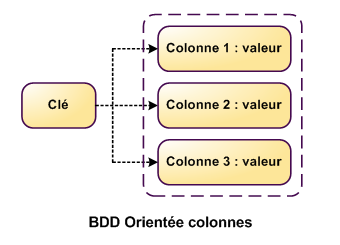 Colonne 1 : valeur
Clé
Colonne 2 : valeur
Colonne 3 : valeur
BDD Orientée colonnes